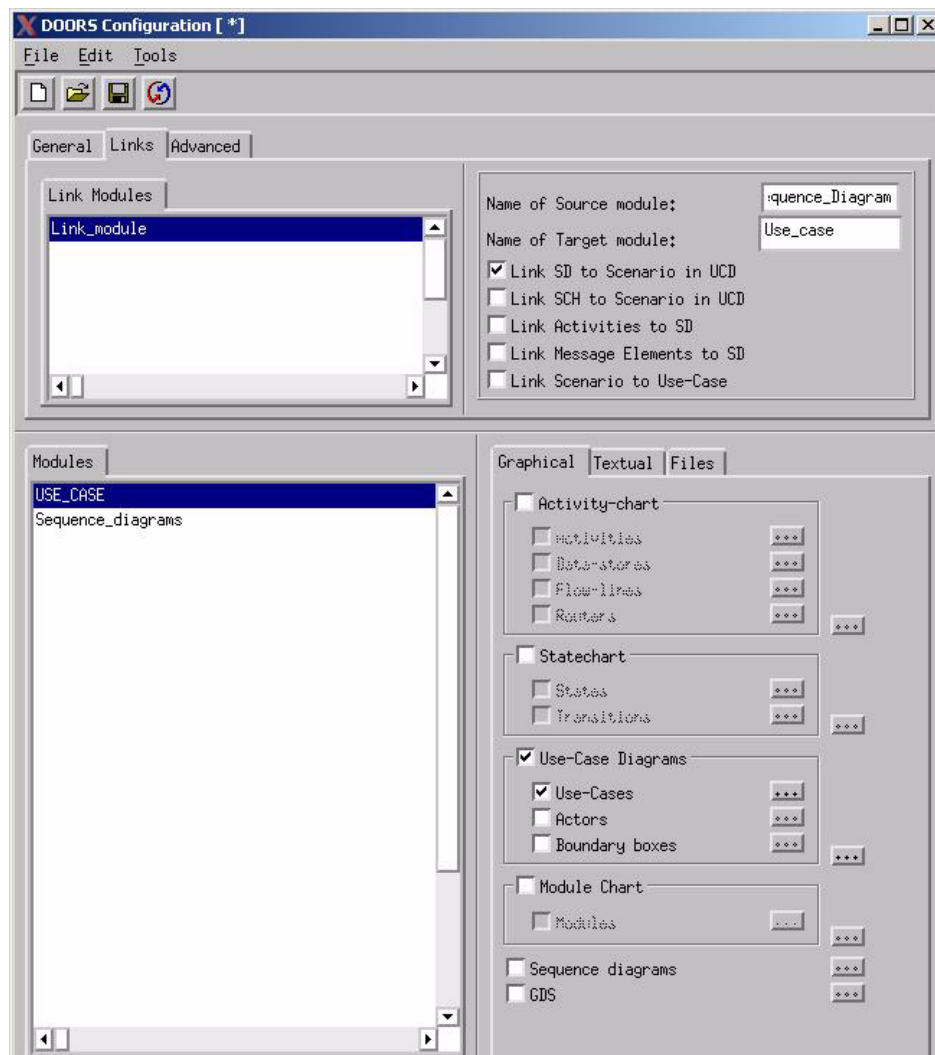 DOORS Configuration [ *]
File Edit Tools
General Links Advanced
Link Modules
Link_module
Name of Source module: quence_Diagram
Name of Target module: Use_case
Link SD to Scenario in UCD
Link SCH to Scenario in UCD
Link Activities to SD
Link Message Elements to SD
Link Scenario to Use-Case
Modules
USE_CASE
Sequence_diagrams
Graphical Textual Files
Activity-chart
Activities ...
Data-stores ...
Flow-lines ...
Routers ...
...
Statechart
States ...
Transitions ...
...
Use-Case Diagrams
Use-Cases ...
Actors ...
Boundary boxes ...
...
Module Chart
Modules ...
...
Sequence diagrams ...
GDS ...